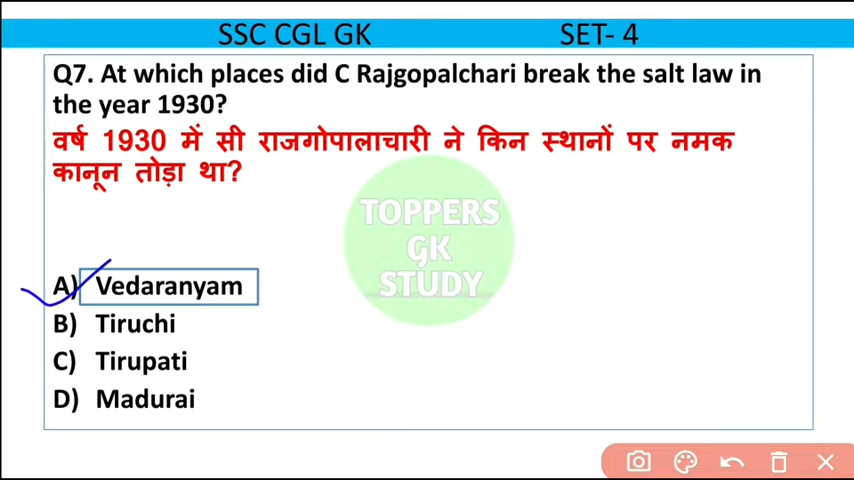 SSC CGL GK SET- 4
Q7. At which places did C Rajgopalchari break the salt law in
the year 1930?
वर्ष 1930 में सी राजगोपालाचारी ने किन स्थानों पर नमक
कानून तोड़ा था?
TOPPERS
GK
STUDY
A) Vedaranyam
B) Tiruchi
C) Tirupati
D) Madurai